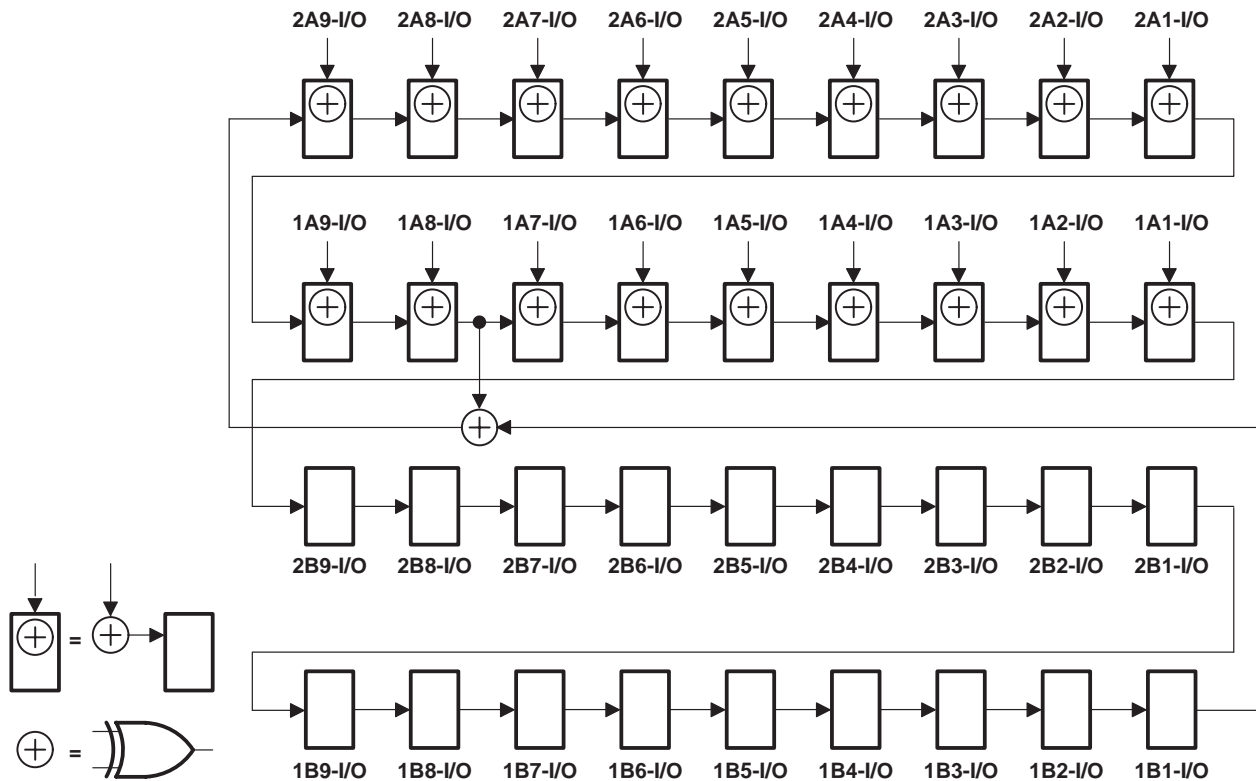 2A9-I/O 2A8-I/O 2A7-I/O 2A6-I/O 2A5-I/O 2A4-I/O 2A3-I/O 2A2-I/O 2A1-I/O
1A9-I/O 1A8-I/O 1A7-I/O 1A6-I/O 1A5-I/O 1A4-I/O 1A3-I/O 1A2-I/O 1A1-I/O
2B9-I/O 2B8-I/O 2B7-I/O 2B6-I/O 2B5-I/O 2B4-I/O 2B3-I/O 2B2-I/O 2B1-I/O
=
=
1B9-I/O 1B8-I/O 1B7-I/O 1B6-I/O 1B5-I/O 1B4-I/O 1B3-I/O 1B2-I/O 1B1-I/O